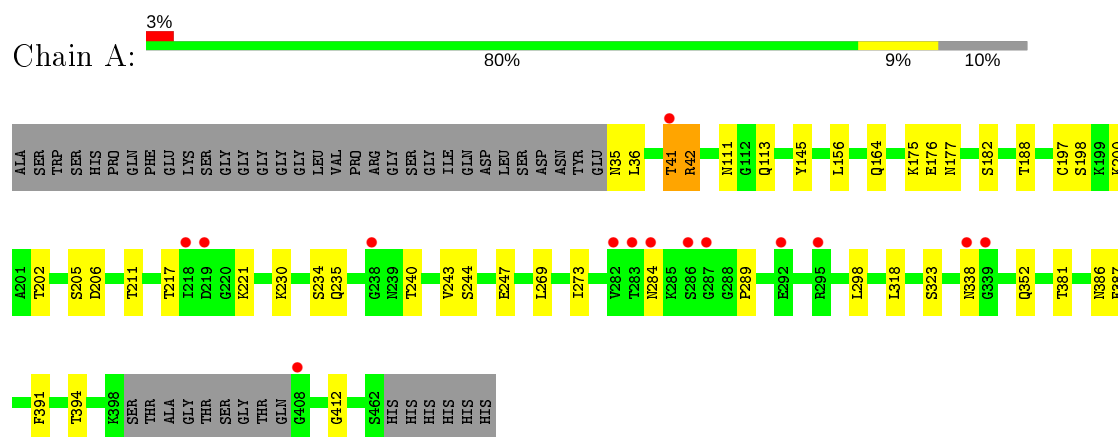 3%
Chain A:
80% 9% 10%
ALA SER TRP SER HIS PRO GLN PHE GLU LYS SER GLY GLY GLY GLY GLY LEU VAL PRO ARG GLY SER GLY ILE GLN ASP LEU SER ASP ASN TYR GLU N35 L36 T41 R42 N111 G112 Q113 Y145 L156 Q164 K175 E176 N177 S182 T188 C197 S198 K199 K200
A201 T202 S205 D206 T211 T217 I218 D219 G220 K221 K230 S234 Q235 G238 N239 T240 V243 S244 E247 L269 I273 V282 T283 N284 K285 S286 G287 G288 P289 E292 R295 L298 L318 S323 N338 G339 Q352 T381 N386 F387
F391 T394 K398 SER THR ALA GLY THR SER GLY THR GLN G408 G412 S462 HIS HIS HIS HIS HIS HIS